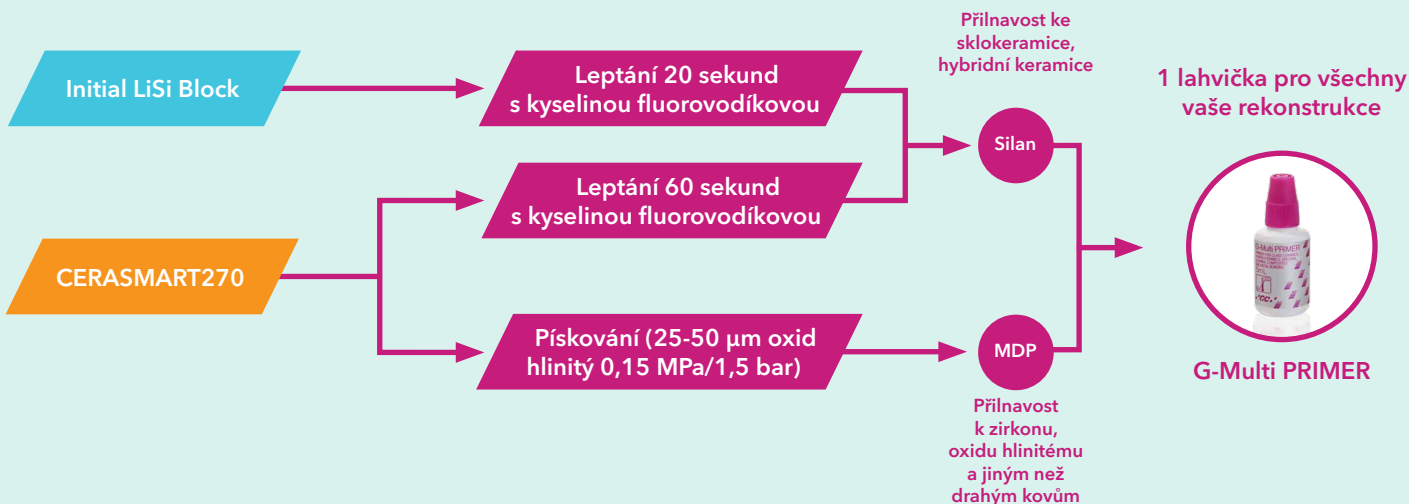 Přilnavost ke
sklokeramice,
hybridní keramice
Initial LiSi Block
Leptání 20 sekund
s kyselinou fluorovodíkovou
1 lahvička pro všechny
vaše rekonstrukce
Silan
Leptání 60 sekund
s kyselinou fluorovodíkovou
G-Multi PRIMER
CERASMART270
Pískování (25-50 µm oxid
hlinitý 0,15 MPa/1,5 bar)
MDP
G-Multi PRIMER
Přilnavost
k zirkonu,
oxidu hlinitému
a jiným než
drahým kovům